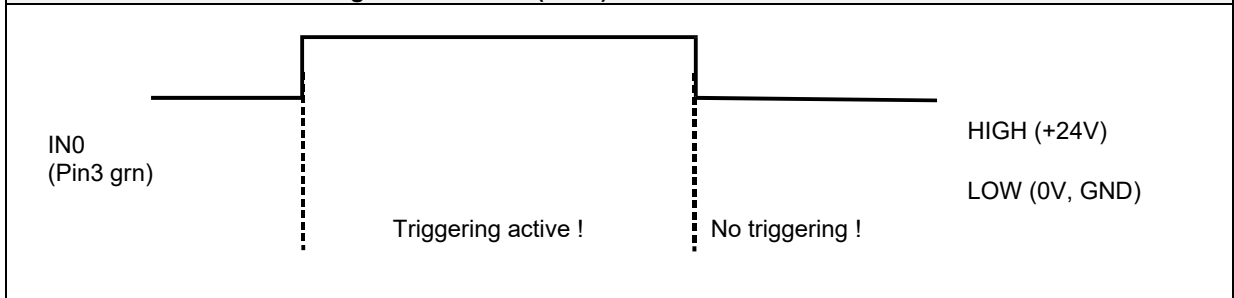 IN0
(Pin3 grn)
HIGH (+24V)
LOW (0V, GND)
Triggering active !
No triggering !